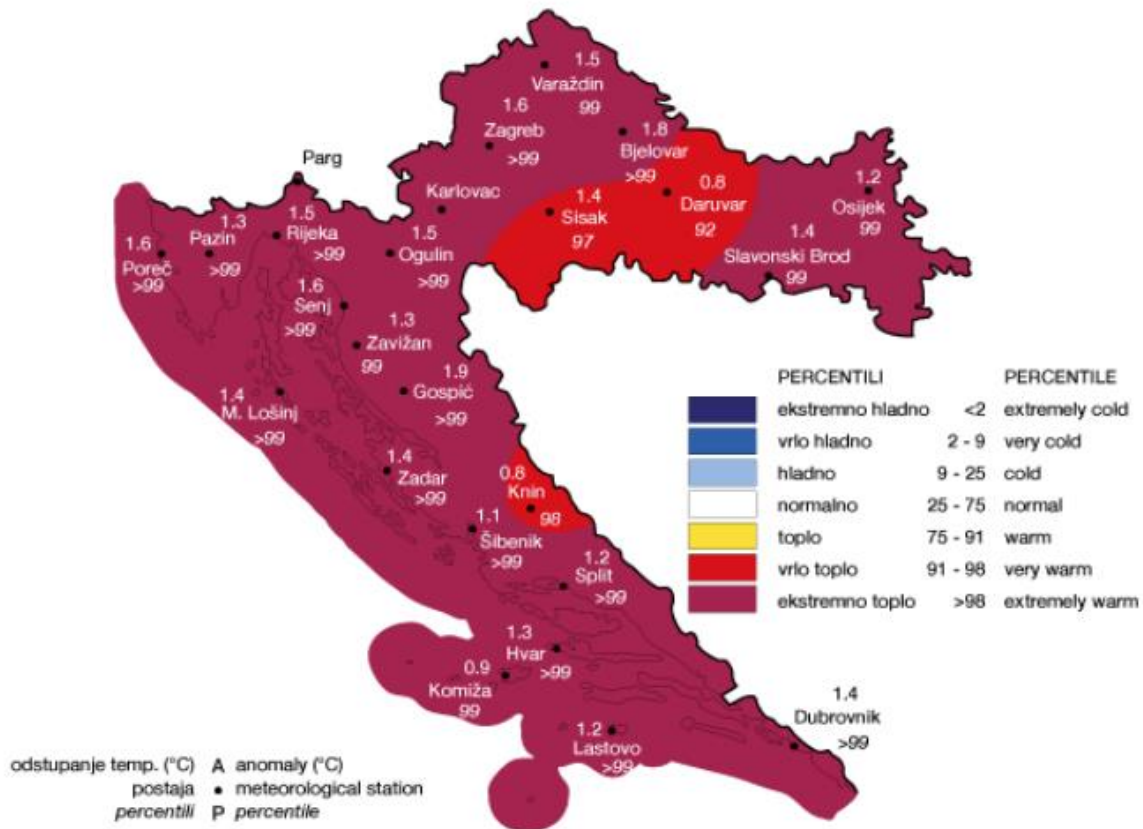 1.5
Varaždin
99
1.6
Zagreb
>99
1.8
Bjelovar
>99
Parg
Karlovac
1.4
Sisak
97
0.8
Daruvar
92
1.2
Osijek
99
1.4
Slavonski Brod
99
1.6
Poreč
>99
1.3
Pazin
>99
1.5
Rijeka
>99
1.5
Ogulin
>99
1.6
Senj
>99
1.3
Zavižan
99
1.9
Gospić
>99
1.4
M. Lošinj
>99
1.4
Zadar
>99
0.8
Knin
98
1.1
Šibenik
>99
1.2
Split
>99
1.3
Hvar
>99
0.9
Komiža
99
1.2
Lastovo
>99
1.4
Dubrovnik
>99
PERCENTILI PERCENTILE
ekstremno hladno <2 extremely cold
vrlo hladno 2 - 9 very cold
hladno 9 - 25 cold
normalno 25 - 75 normal
toplo 75 - 91 warm
vrlo toplo 91 - 98 very warm
ekstremno toplo >98 extremely warm
odstupanje temp. (°C) A anomaly (°C)
postaja • meteorological station
percentili P percentile